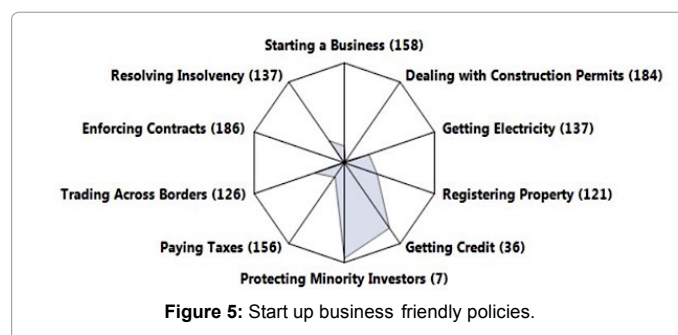 Starting a Business (158)
Resolving Insolvency (137)
Dealing with Construction Permits (184)
Enforcing Contracts (186)
Getting Electricity (137)
Trading Across Borders (126)
Registering Property (121)
Paying Taxes (156)
Getting Credit (36)
Protecting Minority Investors (7)
Figure 5: Start up business friendly policies.